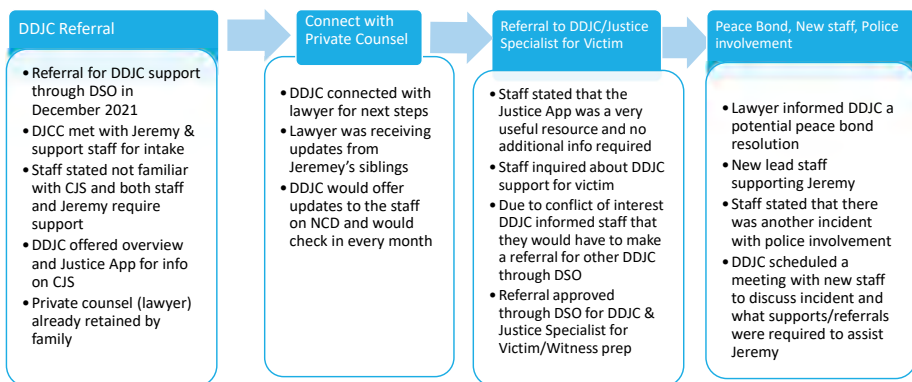 DDJC Referral
• Referral for DDJC support
through DSO in
December 2021
• DJCC met with Jeremy &
support staff for intake
• Staff stated not familiar
with CJS and both staff
and Jeremy require
support
• DDJC offered overview
and Justice App for info
on CJS
• Private counsel (lawyer)
already retained by
family
Connect with
Private Counsel
• DDJC connected with
lawyer for next steps
• Lawyer was receiving
updates from
Jeremey's siblings
• DDJC would offer
updates to the staff
on NCD and would
check in every month
Referral to DDJC/Justice
Specialist for Victim
• Staff stated that the
Justice App was a very
useful resource and no
additional info required
• Staff inquired about DDJC
support for victim
• Due to conflict of interest
DDJC informed staff that
they would have to make
a referral for other DDJC
through DSO
• Referral approved
through DSO for DDJC &
Justice Specialist for
Victim/Witness prep
Peace Bond, New staff, Police
involvement
• Lawyer informed DDJC a
potential peace bond
resolution
• New lead staff
supporting Jeremy
• Staff stated that there
was another incident
with police involvement
• DDJC scheduled a
meeting with new staff
to discuss incident and
what supports/referrals
were required to assist
Jeremy